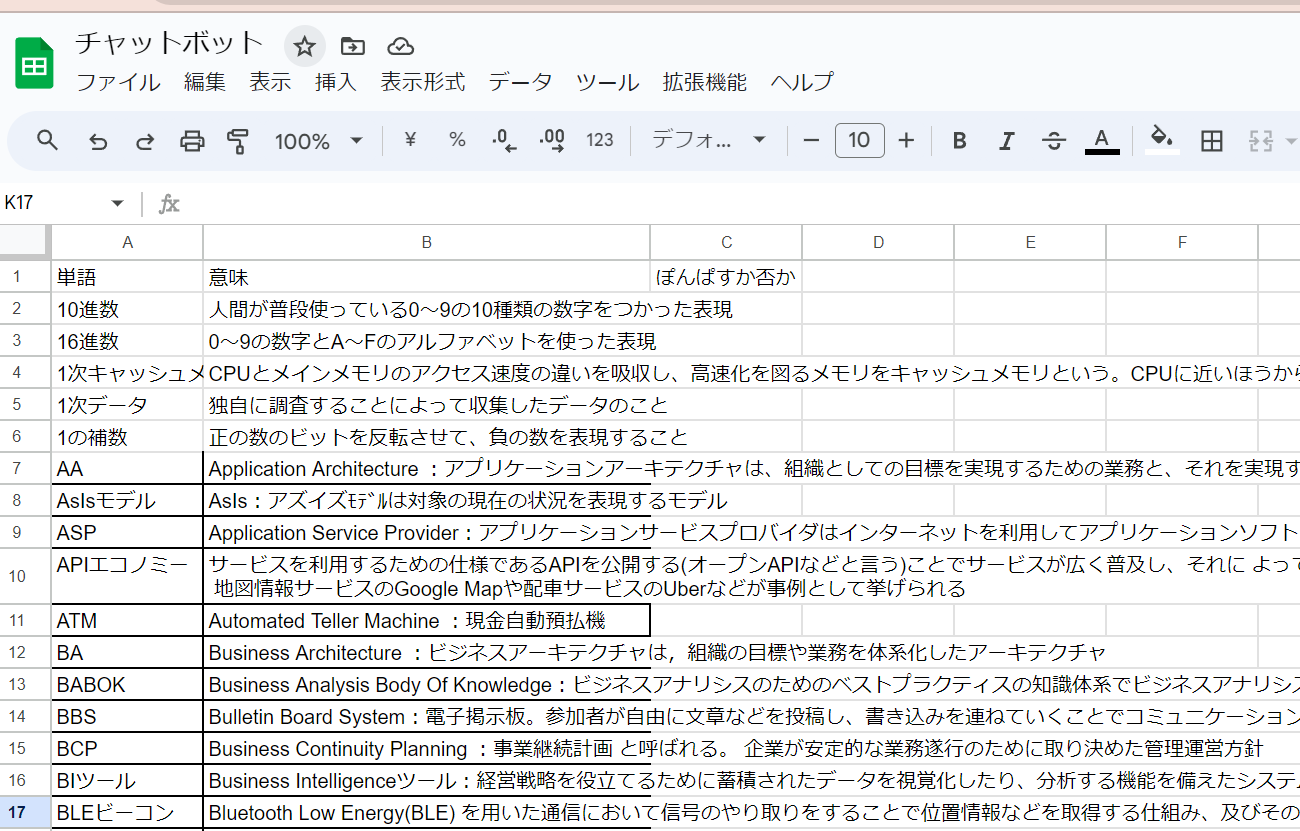 チャットボット
ファイル 編集 表示 挿入 表示形式 データ ツール 拡張機能 ヘルプ
100% ¥ % .0 .00 123 デフォ... 10 B I S A
K17 fx
A B C D E F
1 単語 意味 ぽんぱすか否か
2 10進数 人間が普段使っている0～9の10種類の数字をつかった表現
3 16進数 0～9の数字とA～Fのアルファベットを使った表現
4 1次キャッシュメ CPUとメインメモリのアクセス速度の違いを吸収し、高速化を図るメモリをキャッシュメモリという。CPUに近いほうから
5 1次データ 独自に調査することによって収集したデータのこと
6 1の補数 正の数のビットを反転させて、負の数を表現すること
7 AA Application Architecture ：アプリケーションアーキテクチャは、組織としての目標を実現するための業務と、それを実現す
8 AsIsモデル AsIs：アズイズﾓﾃﾞﾙは対象の現在の状況を表現するモデル
9 ASP Application Service Provider：アプリケーションサービスプロバイダはインターネットを利用してアプリケーションソフト
10 APIエコノミー サービスを利用するための仕様であるAPIを公開する(オープンAPIなどと言う)ことでサービスが広く普及し、それに よって
地図情報サービスのGoogle Mapや配車サービスのUberなどが事例として挙げられる
11 ATM Automated Teller Machine ：現金自動預払機
12 BA Business Architecture ：ビジネスアーキテクチャは，組織の目標や業務を体系化したアーキテクチャ
13 BABOK Business Analysis Body Of Knowledge：ビジネスアナリシスのためのベストプラクティスの知識体系でビジネスアナリシス
14 BBS Bulletin Board System：電子掲示板。参加者が自由に文章などを投稿し、書き込みを連ねていくことでコミュニケーション
15 BCP Business Continuity Planning ：事業継続計画 と呼ばれる。 企業が安定的な業務遂行のために取り決めた管理運営方針
16 BIツール Business Intelligenceツール：経営戦略を役立てるために蓄積されたデータを視覚化したり、分析する機能を備えたシステム
17 BLEビーコン Bluetooth Low Energy(BLE) を用いた通信において信号のやり取りをすることで位置情報などを取得する仕組み、及びその